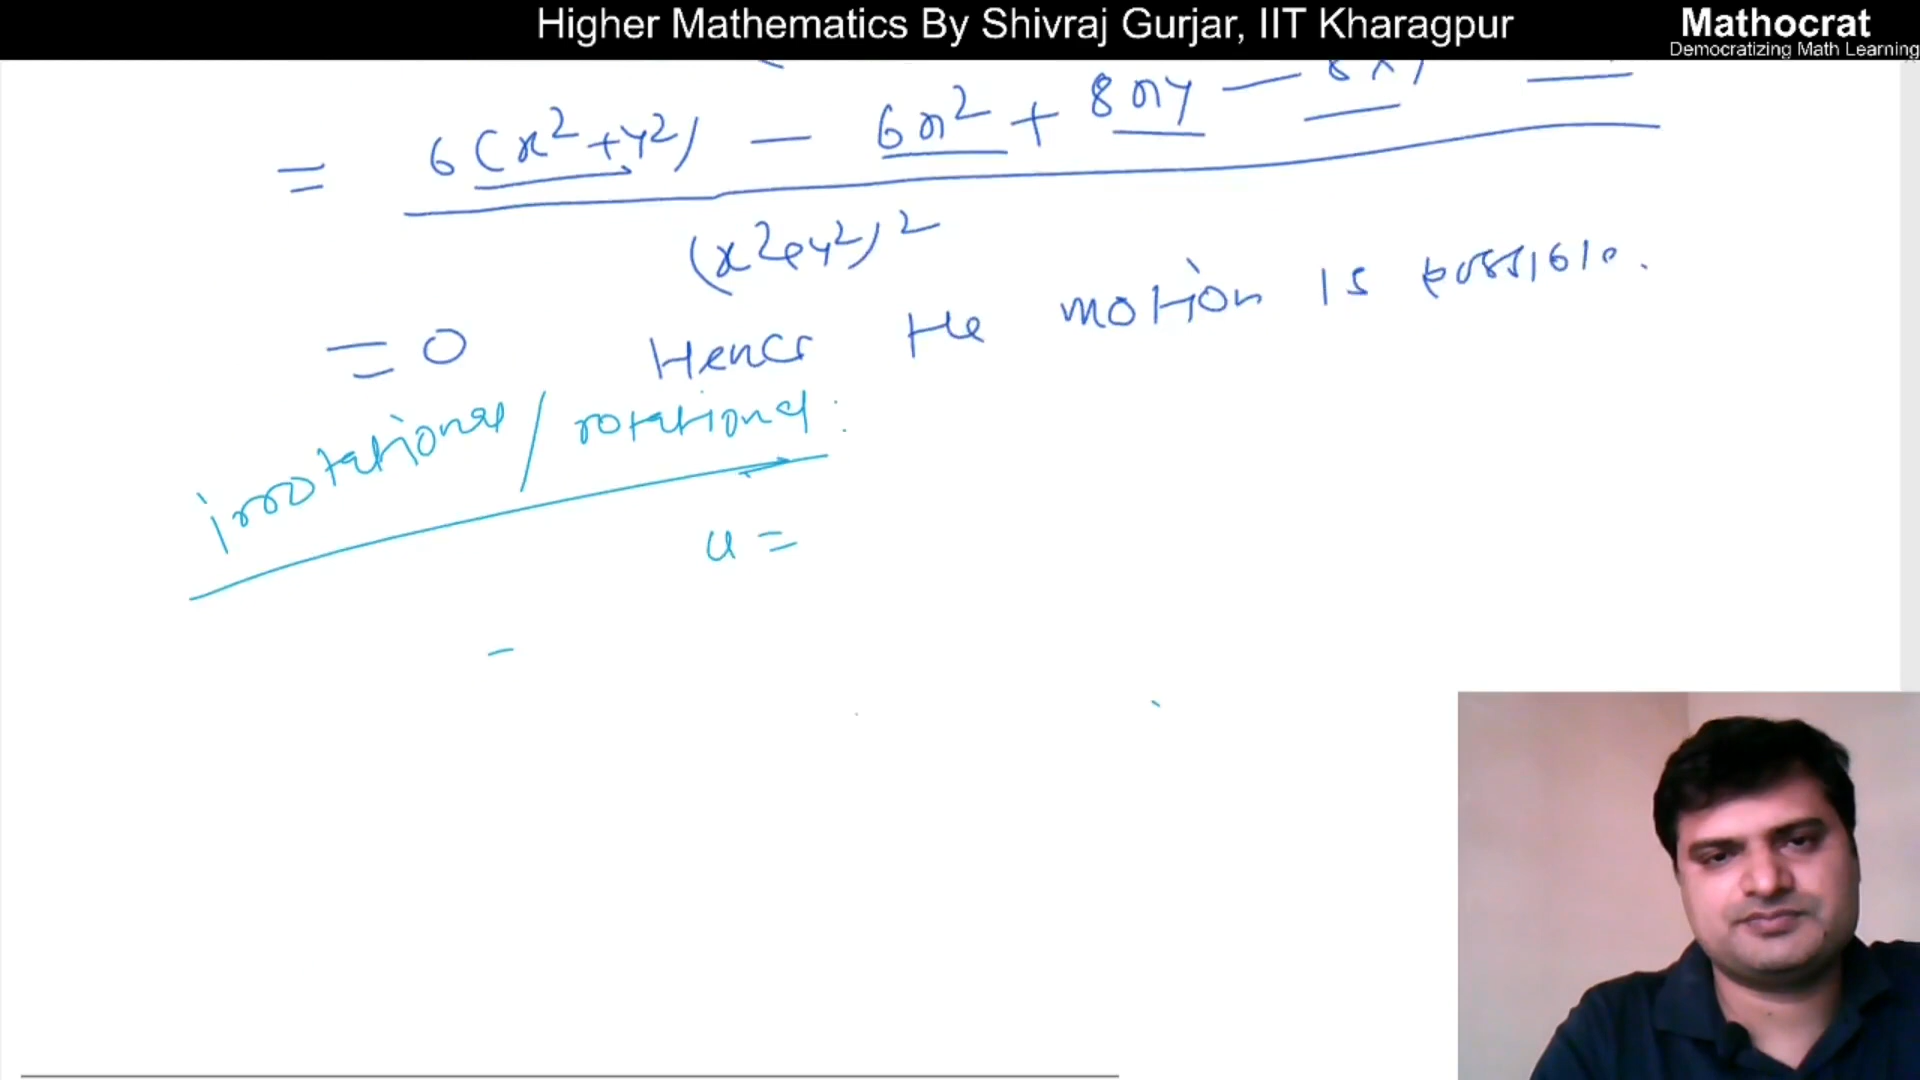 Higher Mathematics By Shivraj Gurjar, IIT Kharagpur
Mathocrat
Democratizing Math Learning
= 6(x²+y²) - 6x² + 8xy -
(x²+y²)²
= 0 Hence the motion is possible.
irrotational / rotational :
u =